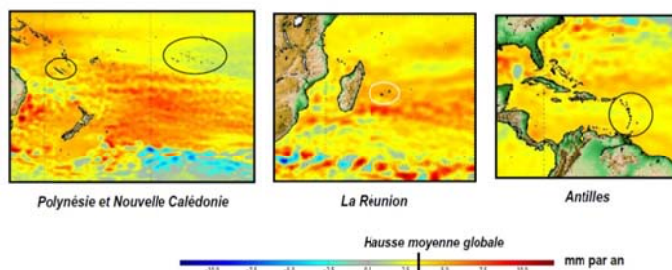 Polynésie et Nouvelle Calédonie
La Réunion
Antilles
Hausse moyenne globale
mm par an